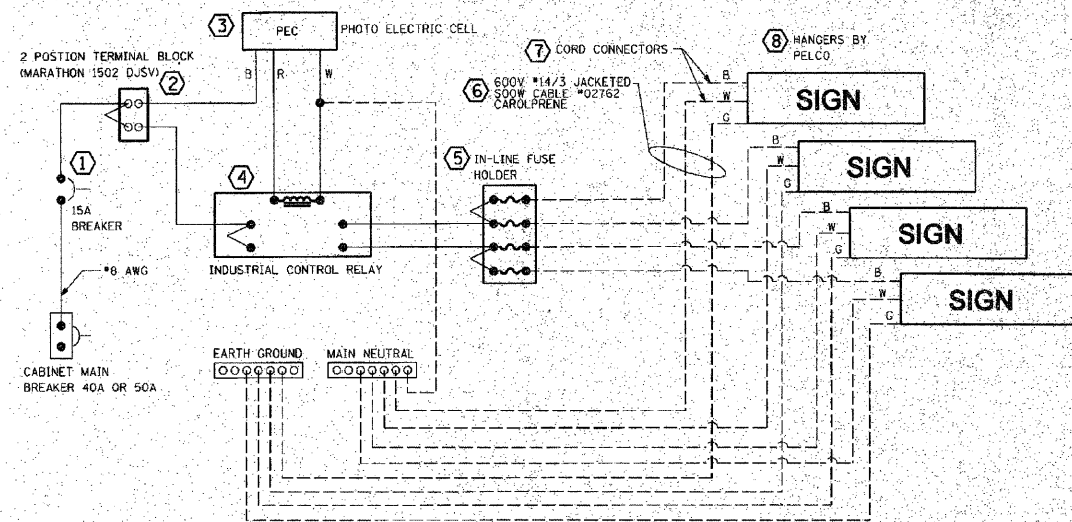 3
PEC
PHOTO ELECTRIC CELL
2 POSTION TERMINAL BLOCK
(MARATHON 1502 DJSV)
2
B
R
W
1
15A
BREAKER
#8 AWG
CABINET MAIN
BREAKER 40A OR 50A
4
INDUSTRIAL CONTROL RELAY
5
IN-LINE FUSE
HOLDER
7
CORD CONNECTORS
6
600V #14/3 JACKETED
SOOW CABLE #02762
CAROLPRENE
8
HANGERS BY
PELCO
B
W
G
SIGN
B
W
G
SIGN
B
W
G
SIGN
B
W
G
SIGN
EARTH GROUND
MAIN NEUTRAL